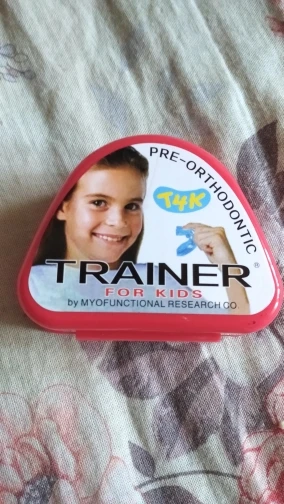 PRE-ORTHODONTIC
T4K
TRAINER®
FOR KIDS
by MYOFUNCTIONAL RESEARCH CO.